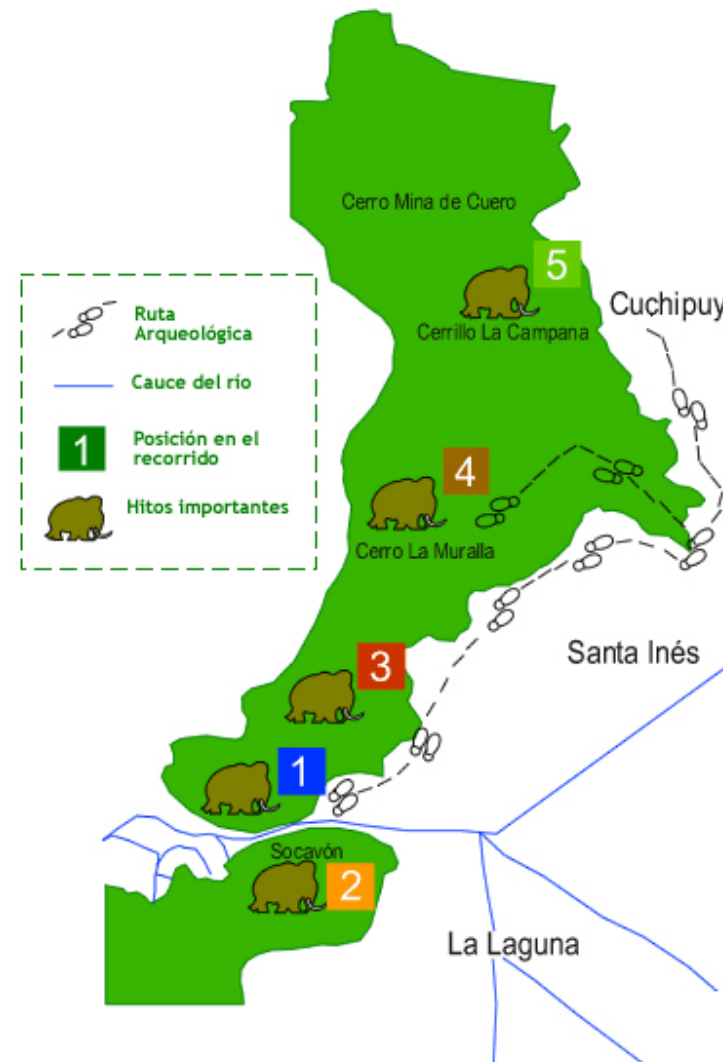 Cerro Mina de Cuero
5
Cerrillo La Campana
Cuchipuy
Ruta
Arqueológica
Cauce del río
1
Posición en el
recorrido
Hitos importantes
4
Cerro La Muralla
3
Santa Inés
1
Socavón
2
La Laguna